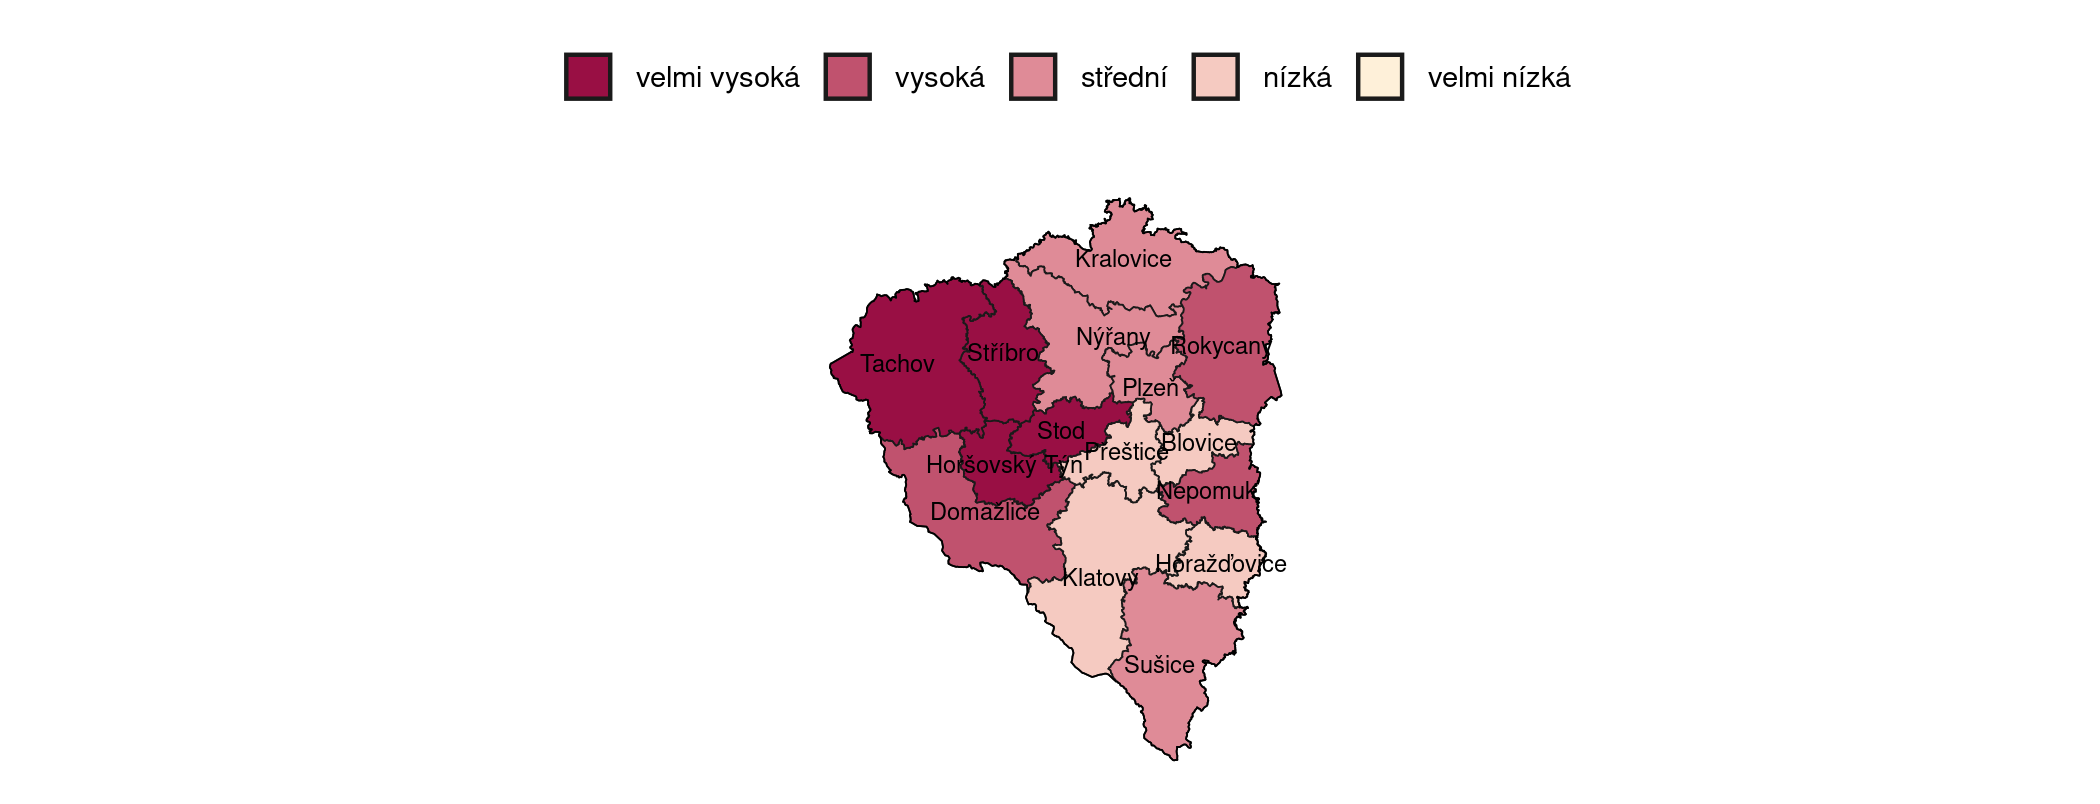 velmi vysoká
vysoká
střední
nízká
velmi nízká
Kralovice
Nýřany
Rokycany
Stříbro
Tachov
Plzeň
Stod
Blovice
Přeštice
Horšovský Týn
Nepomuk
Domažlice
Horažďovice
Klatovy
Sušice